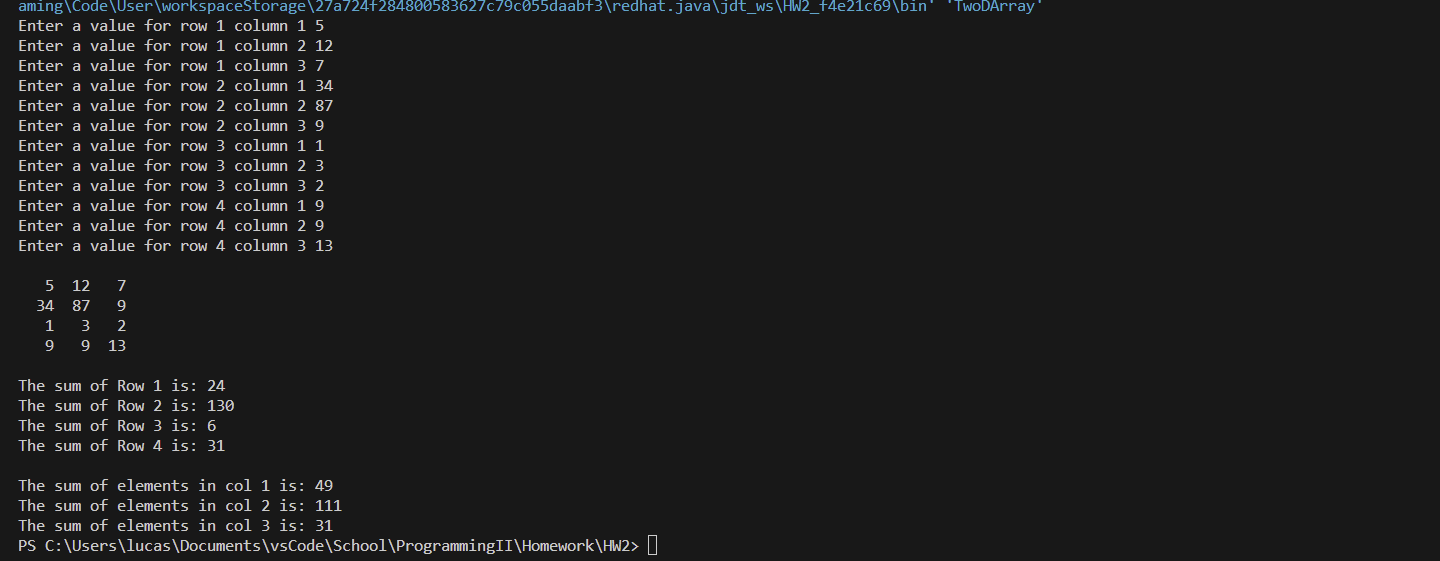 aming\Code\User\workspaceStorage\27a724f284800583627c79c055daabf3\redhat.java\jdt_ws\HW2_f4e21c69\bin' 'TwoDArray'
Enter a value for row 1 column 1 5
Enter a value for row 1 column 2 12
Enter a value for row 1 column 3 7
Enter a value for row 2 column 1 34
Enter a value for row 2 column 2 87
Enter a value for row 2 column 3 9
Enter a value for row 3 column 1 1
Enter a value for row 3 column 2 3
Enter a value for row 3 column 3 2
Enter a value for row 4 column 1 9
Enter a value for row 4 column 2 9
Enter a value for row 4 column 3 13
5 12 7
34 87 9
1 3 2
9 9 13
The sum of Row 1 is: 24
The sum of Row 2 is: 130
The sum of Row 3 is: 6
The sum of Row 4 is: 31
The sum of elements in col 1 is: 49
The sum of elements in col 2 is: 111
The sum of elements in col 3 is: 31
PS C:\Users\lucas\Documents\vsCode\School\ProgrammingII\Homework\HW2>